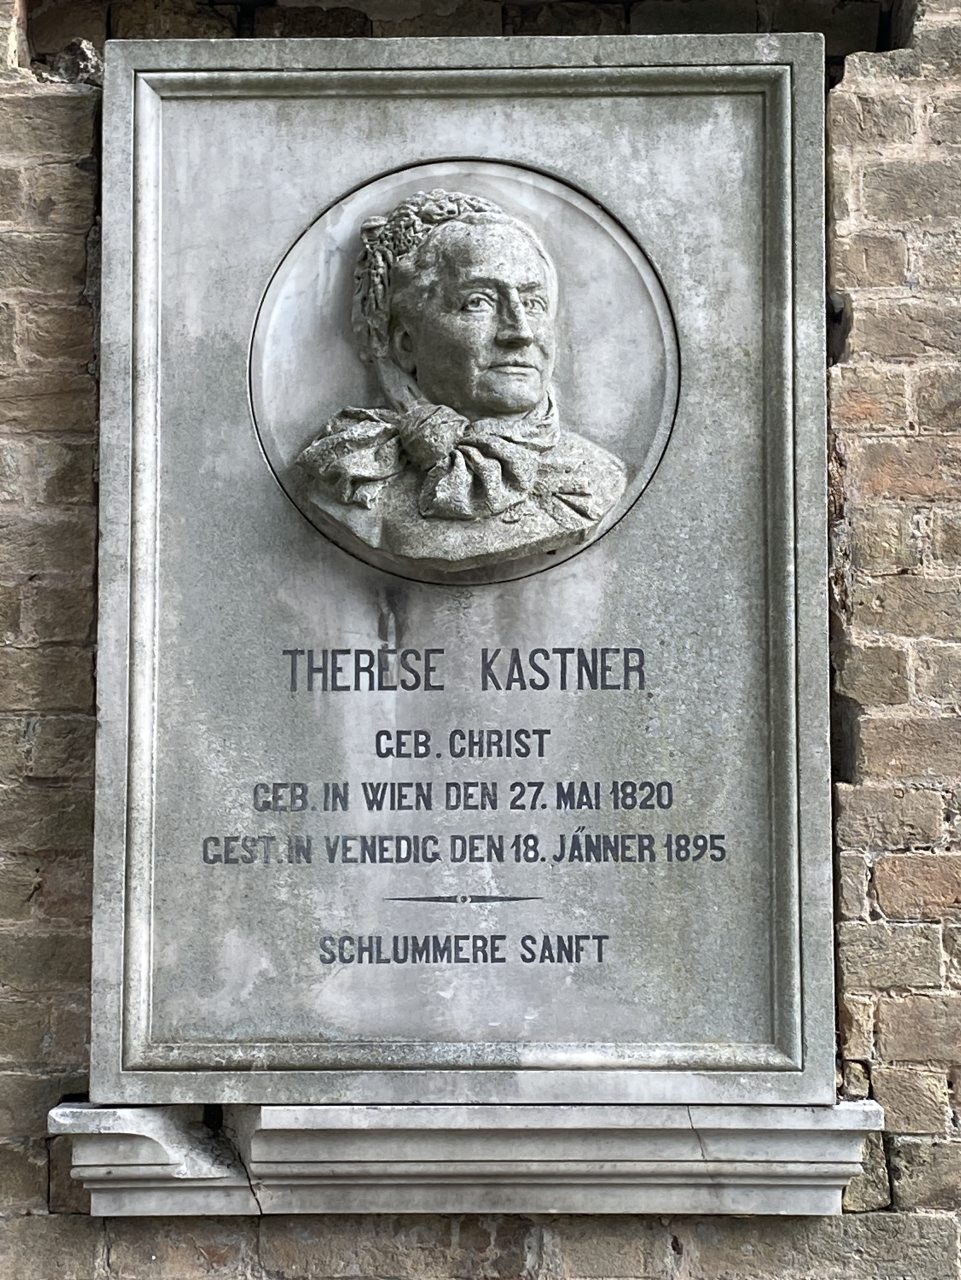 THERESE KASTNER
GEB. CHRIST
GEB. IN WIEN DEN 27. MAI 1820
GEST. IN VENEDIG DEN 18. JÄNNER 1895
SCHLUMMERE SANFT